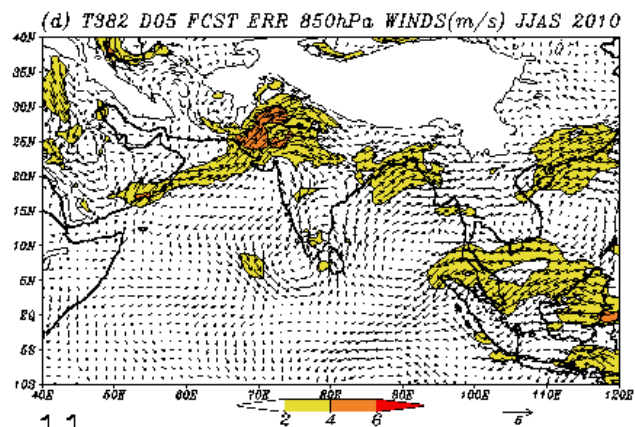 (d) T382 D05 FCST ERR 850hPa WINDS(m/s) JJAS 2010
40N
35N
30N
25N
20N
15N
10N
5N
EQ
5S
10S
40E 50E 60E 70E 80E 90E 100E 110E 120E
2 4 6
5
11